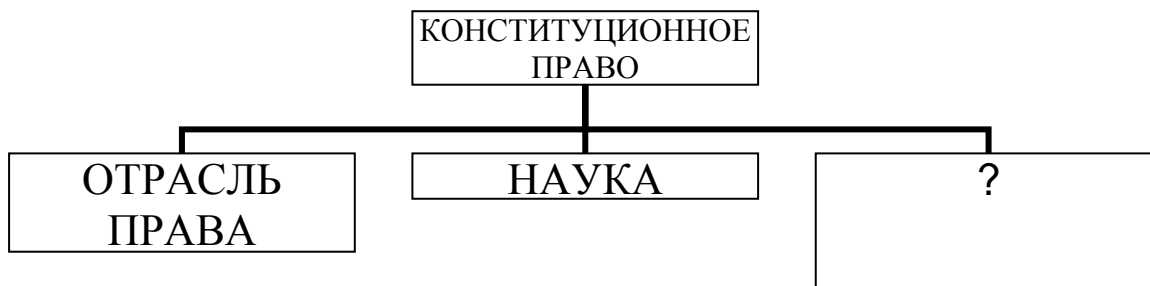 КОНСТИТУЦИОННОЕ
ПРАВО
ОТРАСЛЬ
ПРАВА
НАУКА
?